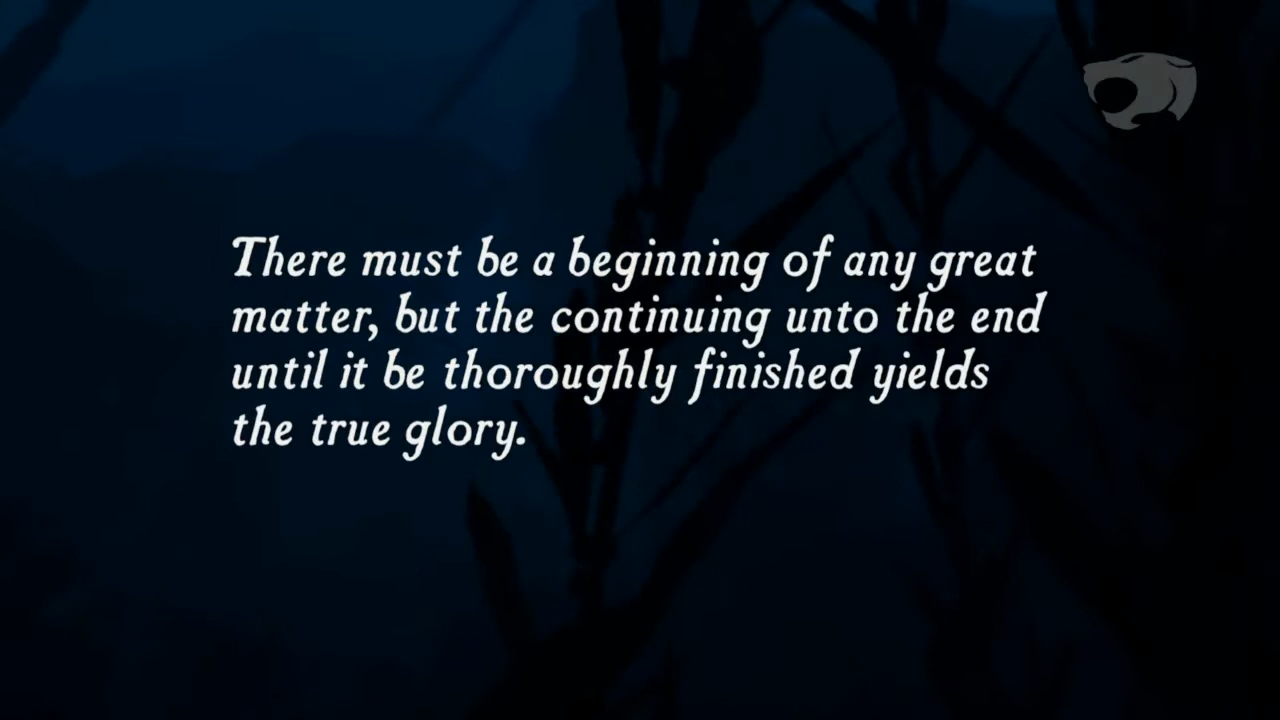 There must be a beginning of any great
matter, but the continuing unto the end
until it be thoroughly finished yields
the true glory.